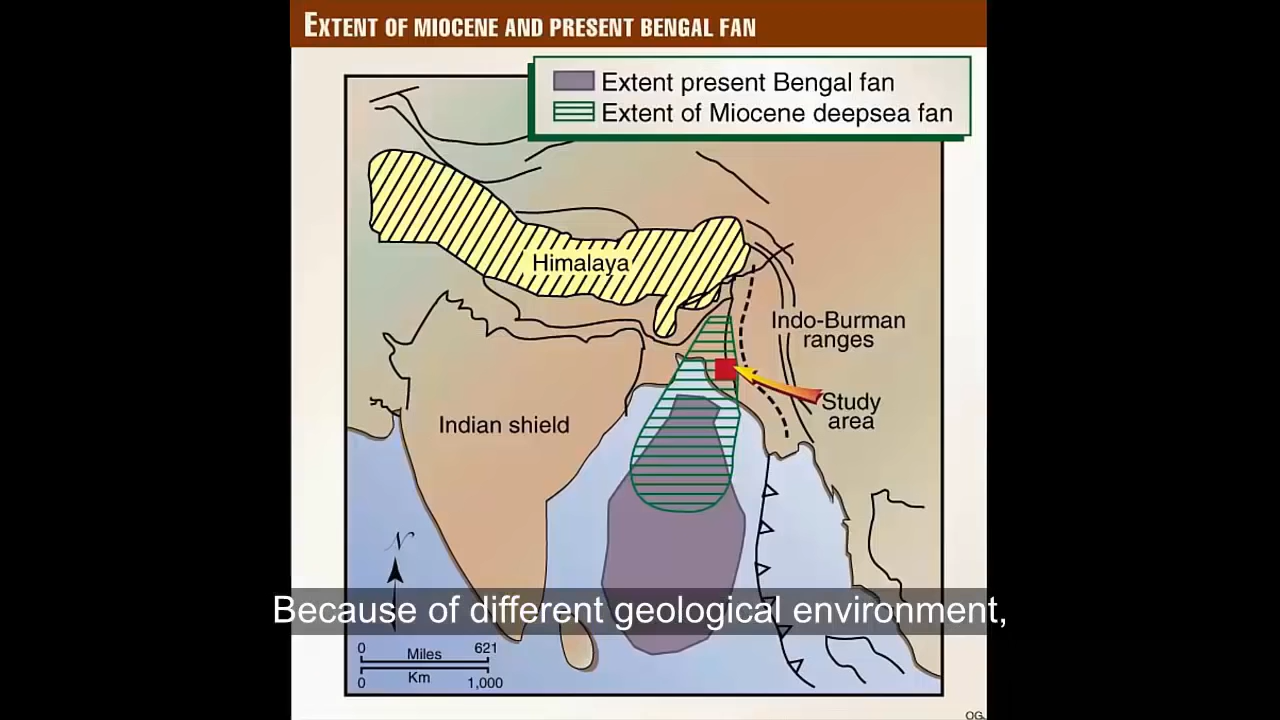 EXTENT OF MIOCENE AND PRESENT BENGAL FAN
Extent present Bengal fan
Extent of Miocene deepsea fan
Himalaya
Indo-Burman
ranges
Study
area
Indian shield
N
Because of different geological environment,
0 621
Miles
Km
0 1,000
OGJ